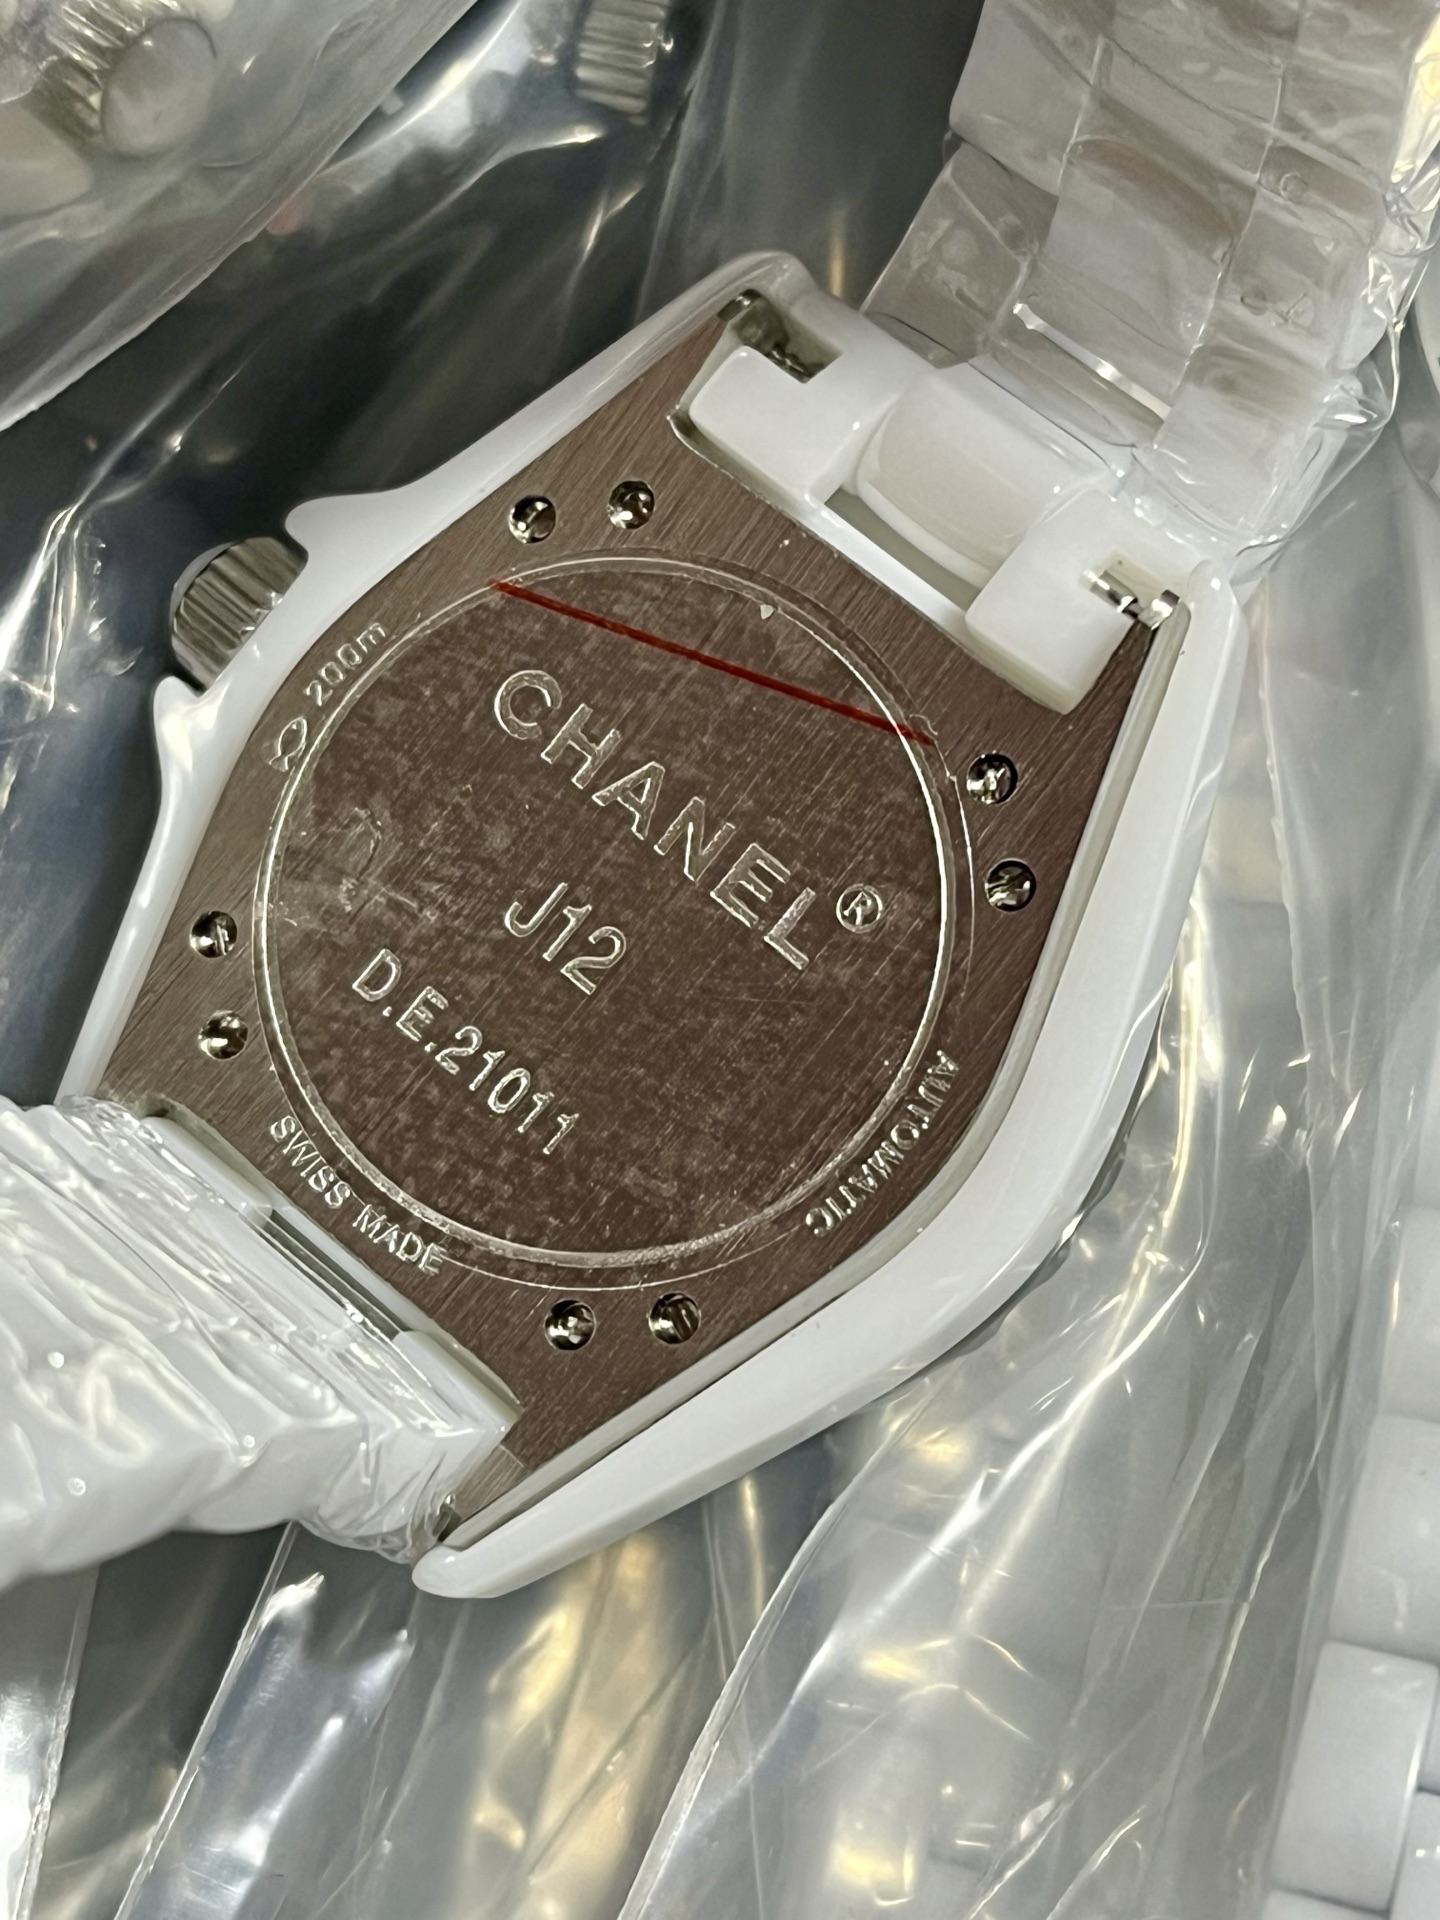 CHANEL®
J12
D.E.21011
200m
SWISS MADE
AUTOMATIC